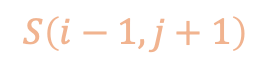 S(i − 1, j + 1)